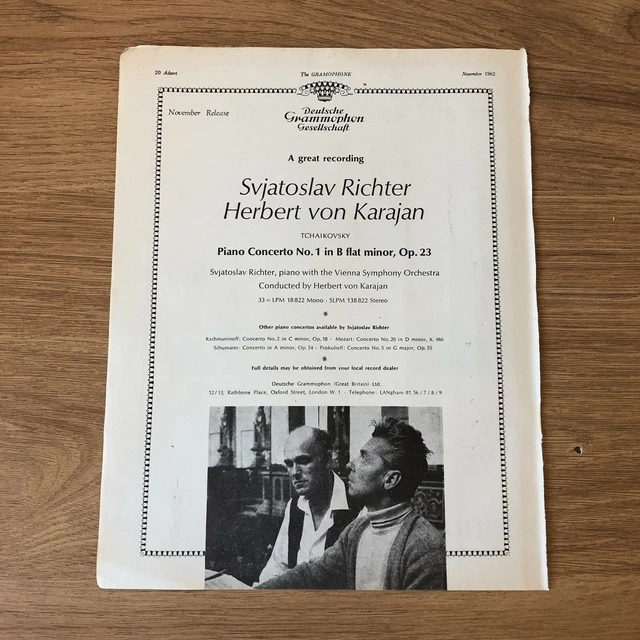 20 Advert The GRAMOPHONE November 1962
November Release
Deutsche
Grammophon
Gesellschaft
A great recording
Svjatoslav Richter
Herbert von Karajan
TCHAIKOVSKY
Piano Concerto No. 1 in B flat minor, Op. 23
Svjatoslav Richter, piano with the Vienna Symphony Orchestra
Conducted by Herbert von Karajan
33 = LPM 18 822 Mono · SLPM 138 822 Stereo
Other piano concertos available by Svjatoslav Richter
Rachmaninoff: Concerto No. 2 in C minor, Op. 18 - Mozart: Concerto No. 20 in D minor, K. 466
Schumann: Concerto in A minor, Op. 54 - Prokofieff: Concerto No. 5 in G major, Op. 55
Full details may be obtained from your local record dealer
Deutsche Grammophon (Great Britain) Ltd.
12/13, Rathbone Place, Oxford Street, London W. 1 - Telephone: LANgham 81 56 / 7 / 8 / 9